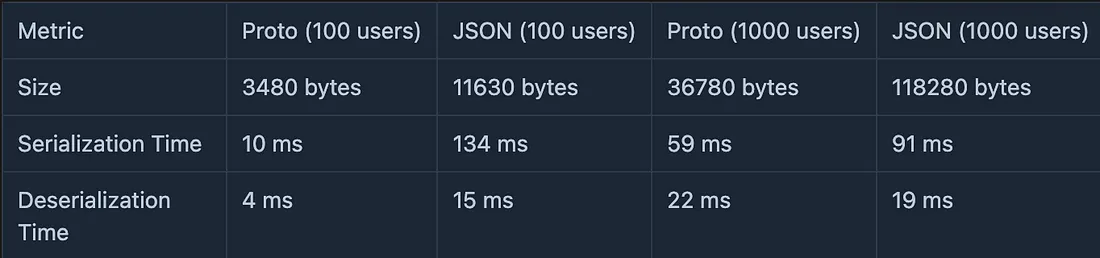 Metric Proto (100 users) JSON (100 users) Proto (1000 users) JSON (1000 users)
Size 3480 bytes 11630 bytes 36780 bytes 118280 bytes
Serialization Time 10 ms 134 ms 59 ms 91 ms
Deserialization 4 ms 15 ms 22 ms 19 ms
Time